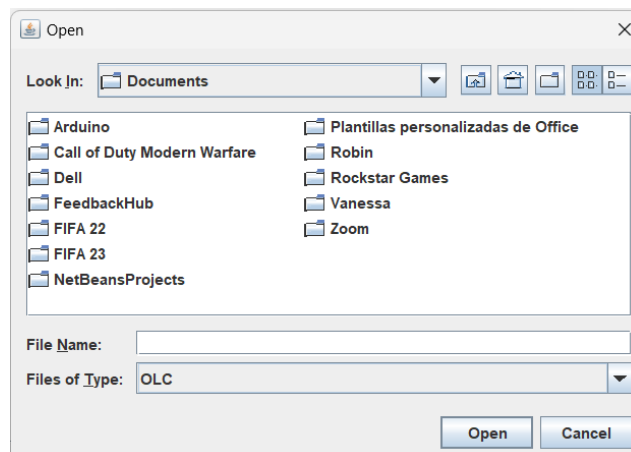 Open
Look In: Documents
Arduino
Call of Duty Modern Warfare
Dell
FeedbackHub
FIFA 22
FIFA 23
NetBeansProjects
Plantillas personalizadas de Office
Robin
Rockstar Games
Vanessa
Zoom
File Name:
Files of Type: OLC
Open Cancel